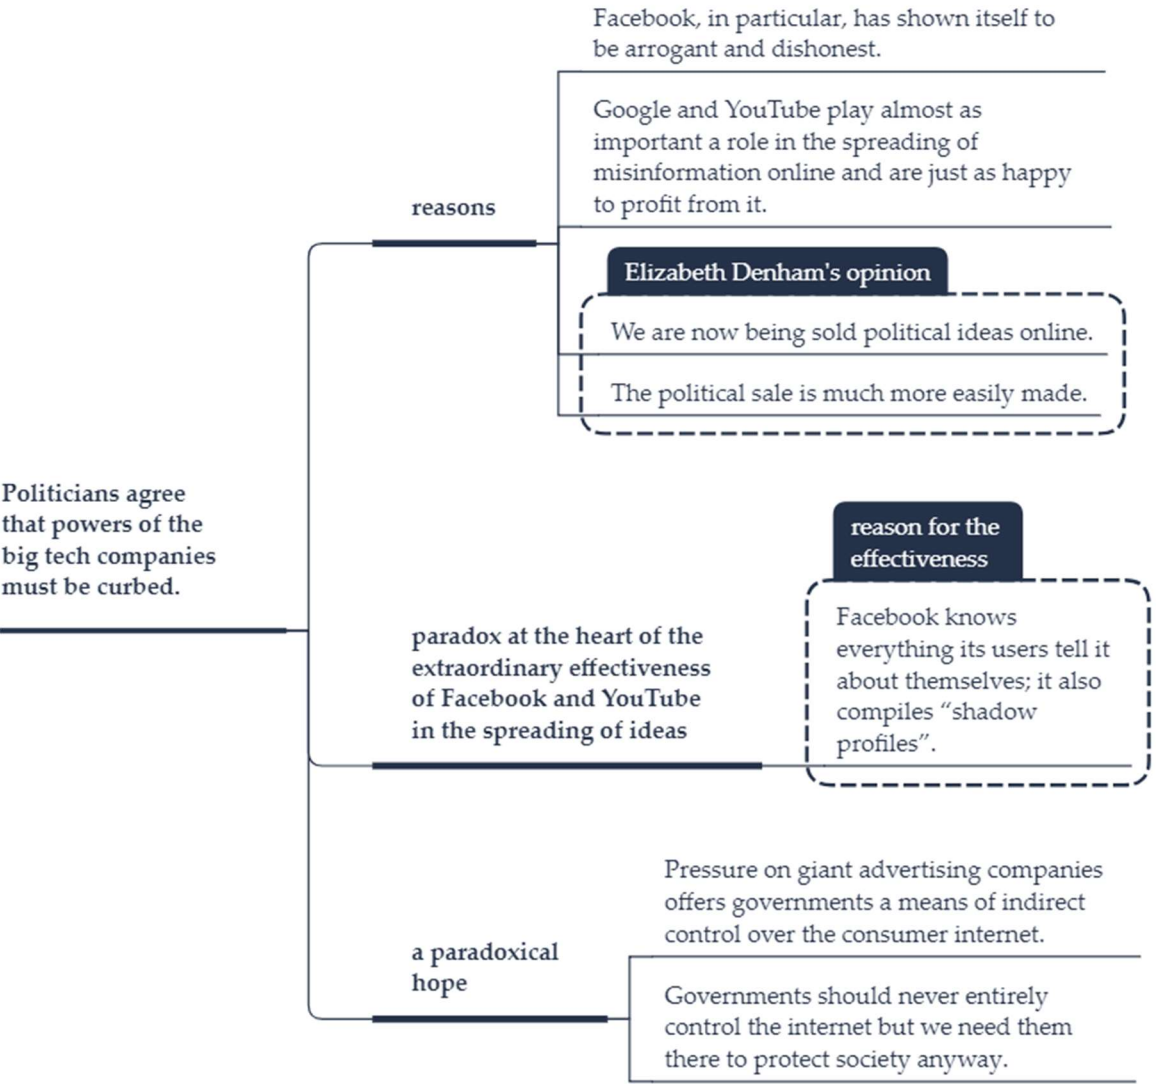 Facebook, in particular, has shown itself to
be arrogant and dishonest.
Google and YouTube play almost as
important a role in the spreading of
misinformation online and are just as happy
to profit from it.
reasons
Elizabeth Denham's opinion
We are now being sold political ideas online.
The political sale is much more easily made.
Politicians agree
that powers of the
big tech companies
must be curbed.
reason for the
effectiveness
paradox at the heart of the
extraordinary effectiveness
of Facebook and YouTube
in the spreading of ideas
Facebook knows
everything its users tell it
about themselves; it also
compiles “shadow
profiles”.
a paradoxical
hope
Pressure on giant advertising companies
offers governments a means of indirect
control over the consumer internet.
Governments should never entirely
control the internet but we need them
there to protect society anyway.